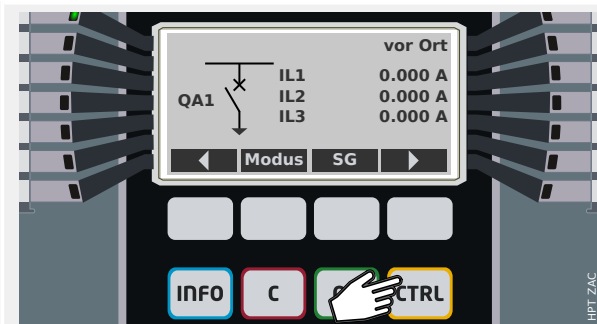 vor Ort
IL1 0.000 A
QA1
IL2 0.000 A
IL3 0.000 A
Modus SG
INFO C CTRL
HPT ZAC